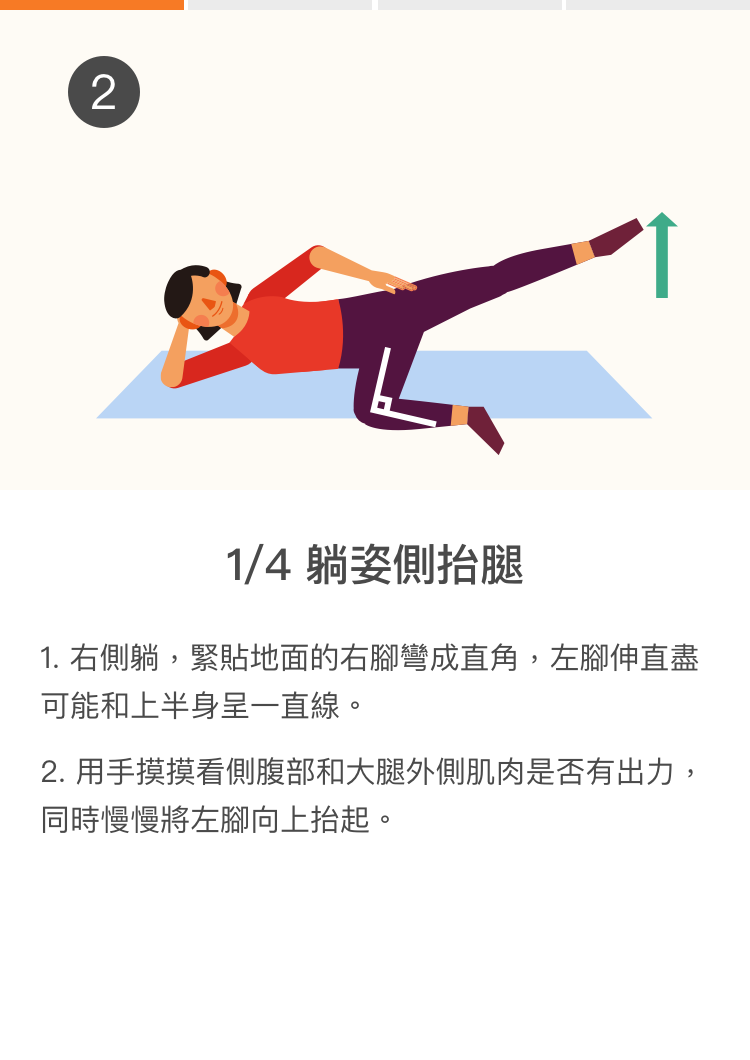 2
1/4 躺姿側抬腿
1. 右側躺，緊貼地面的右腳彎成直角，左腳伸直盡
可能和上半身呈一直線。
2. 用手摸摸看側腹部和大腿外側肌肉是否有出力，
同時慢慢將左腳向上抬起。